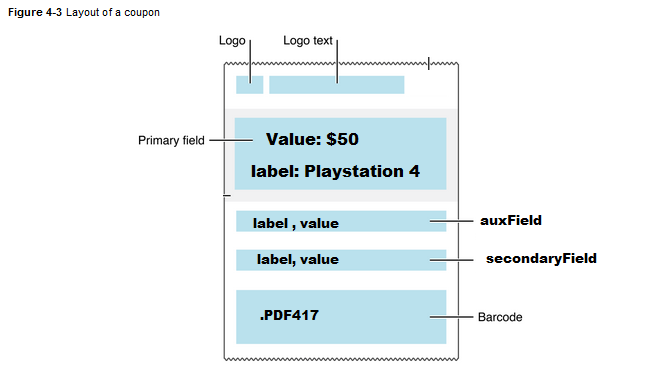 Figure 4-3 Layout of a coupon
Logo
Logo text
Primary field
Value: $50
label: Playstation 4
label , value
auxField
label, value
secondaryField
.PDF417
Barcode